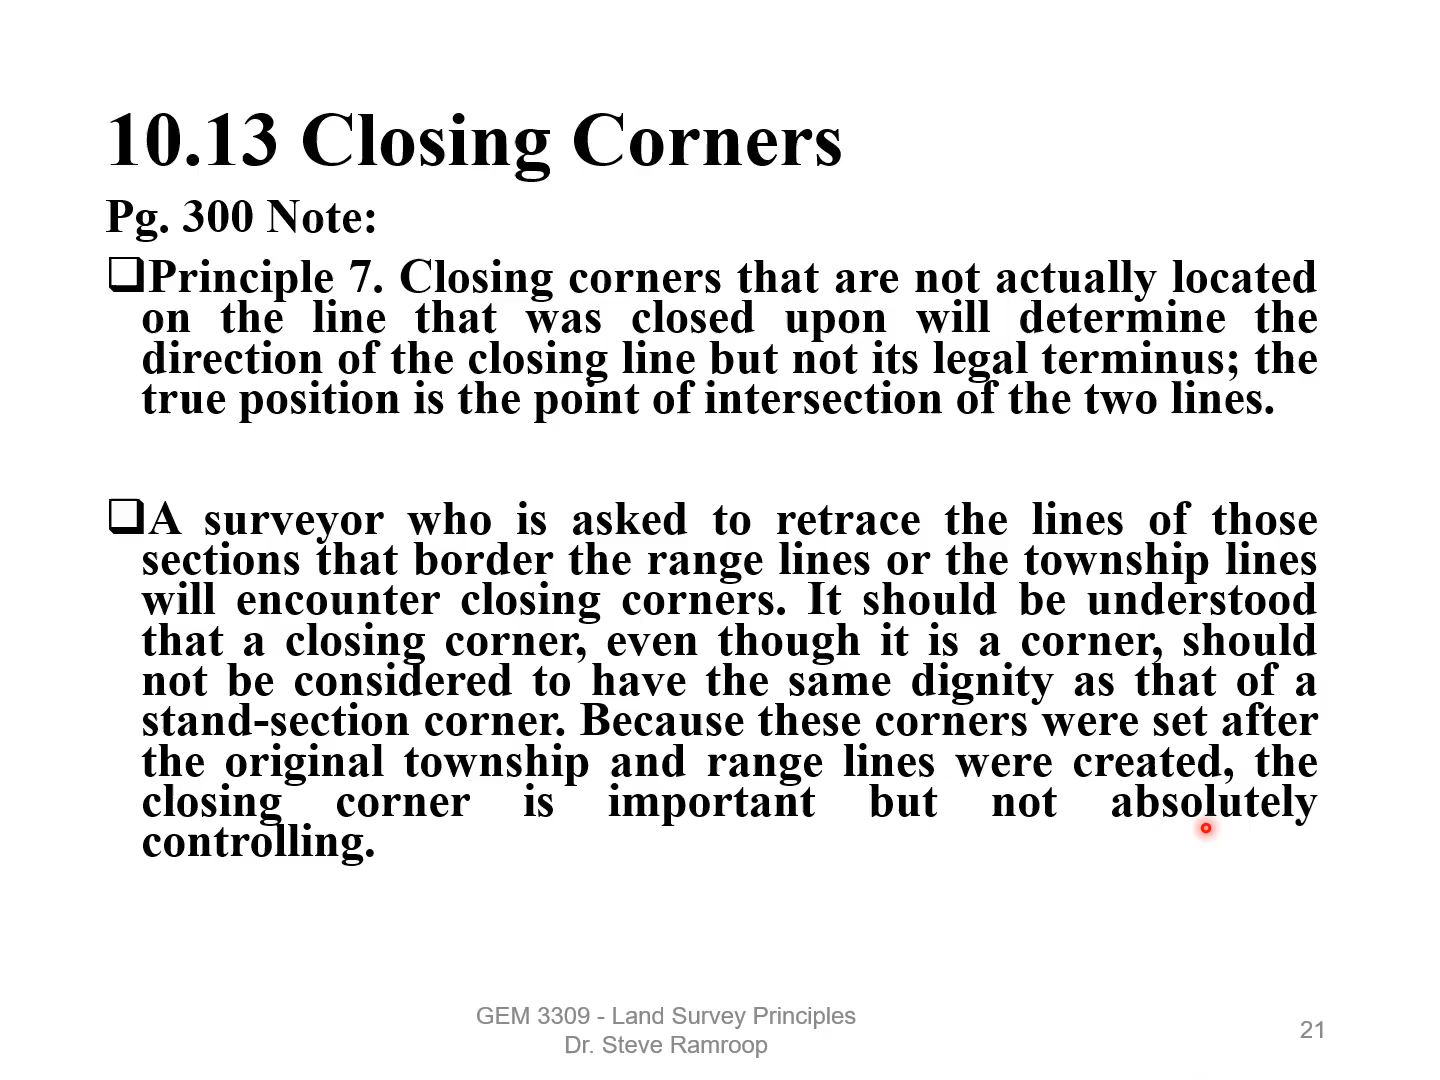 10.13 Closing Corners
Pg. 300 Note:
❑Principle 7. Closing corners that are not actually located
on the line that was closed upon will determine the
direction of the closing line but not its legal terminus; the
true position is the point of intersection of the two lines.
❑A surveyor who is asked to retrace the lines of those
sections that border the range lines or the township lines
will encounter closing corners. It should be understood
that a closing corner, even though it is a corner, should
not be considered to have the same dignity as that of a
stand-section corner. Because these corners were set after
the original township and range lines were created, the
closing corner is important but not absolutely
controlling.
GEM 3309 - Land Survey Principles
Dr. Steve Ramroop
21